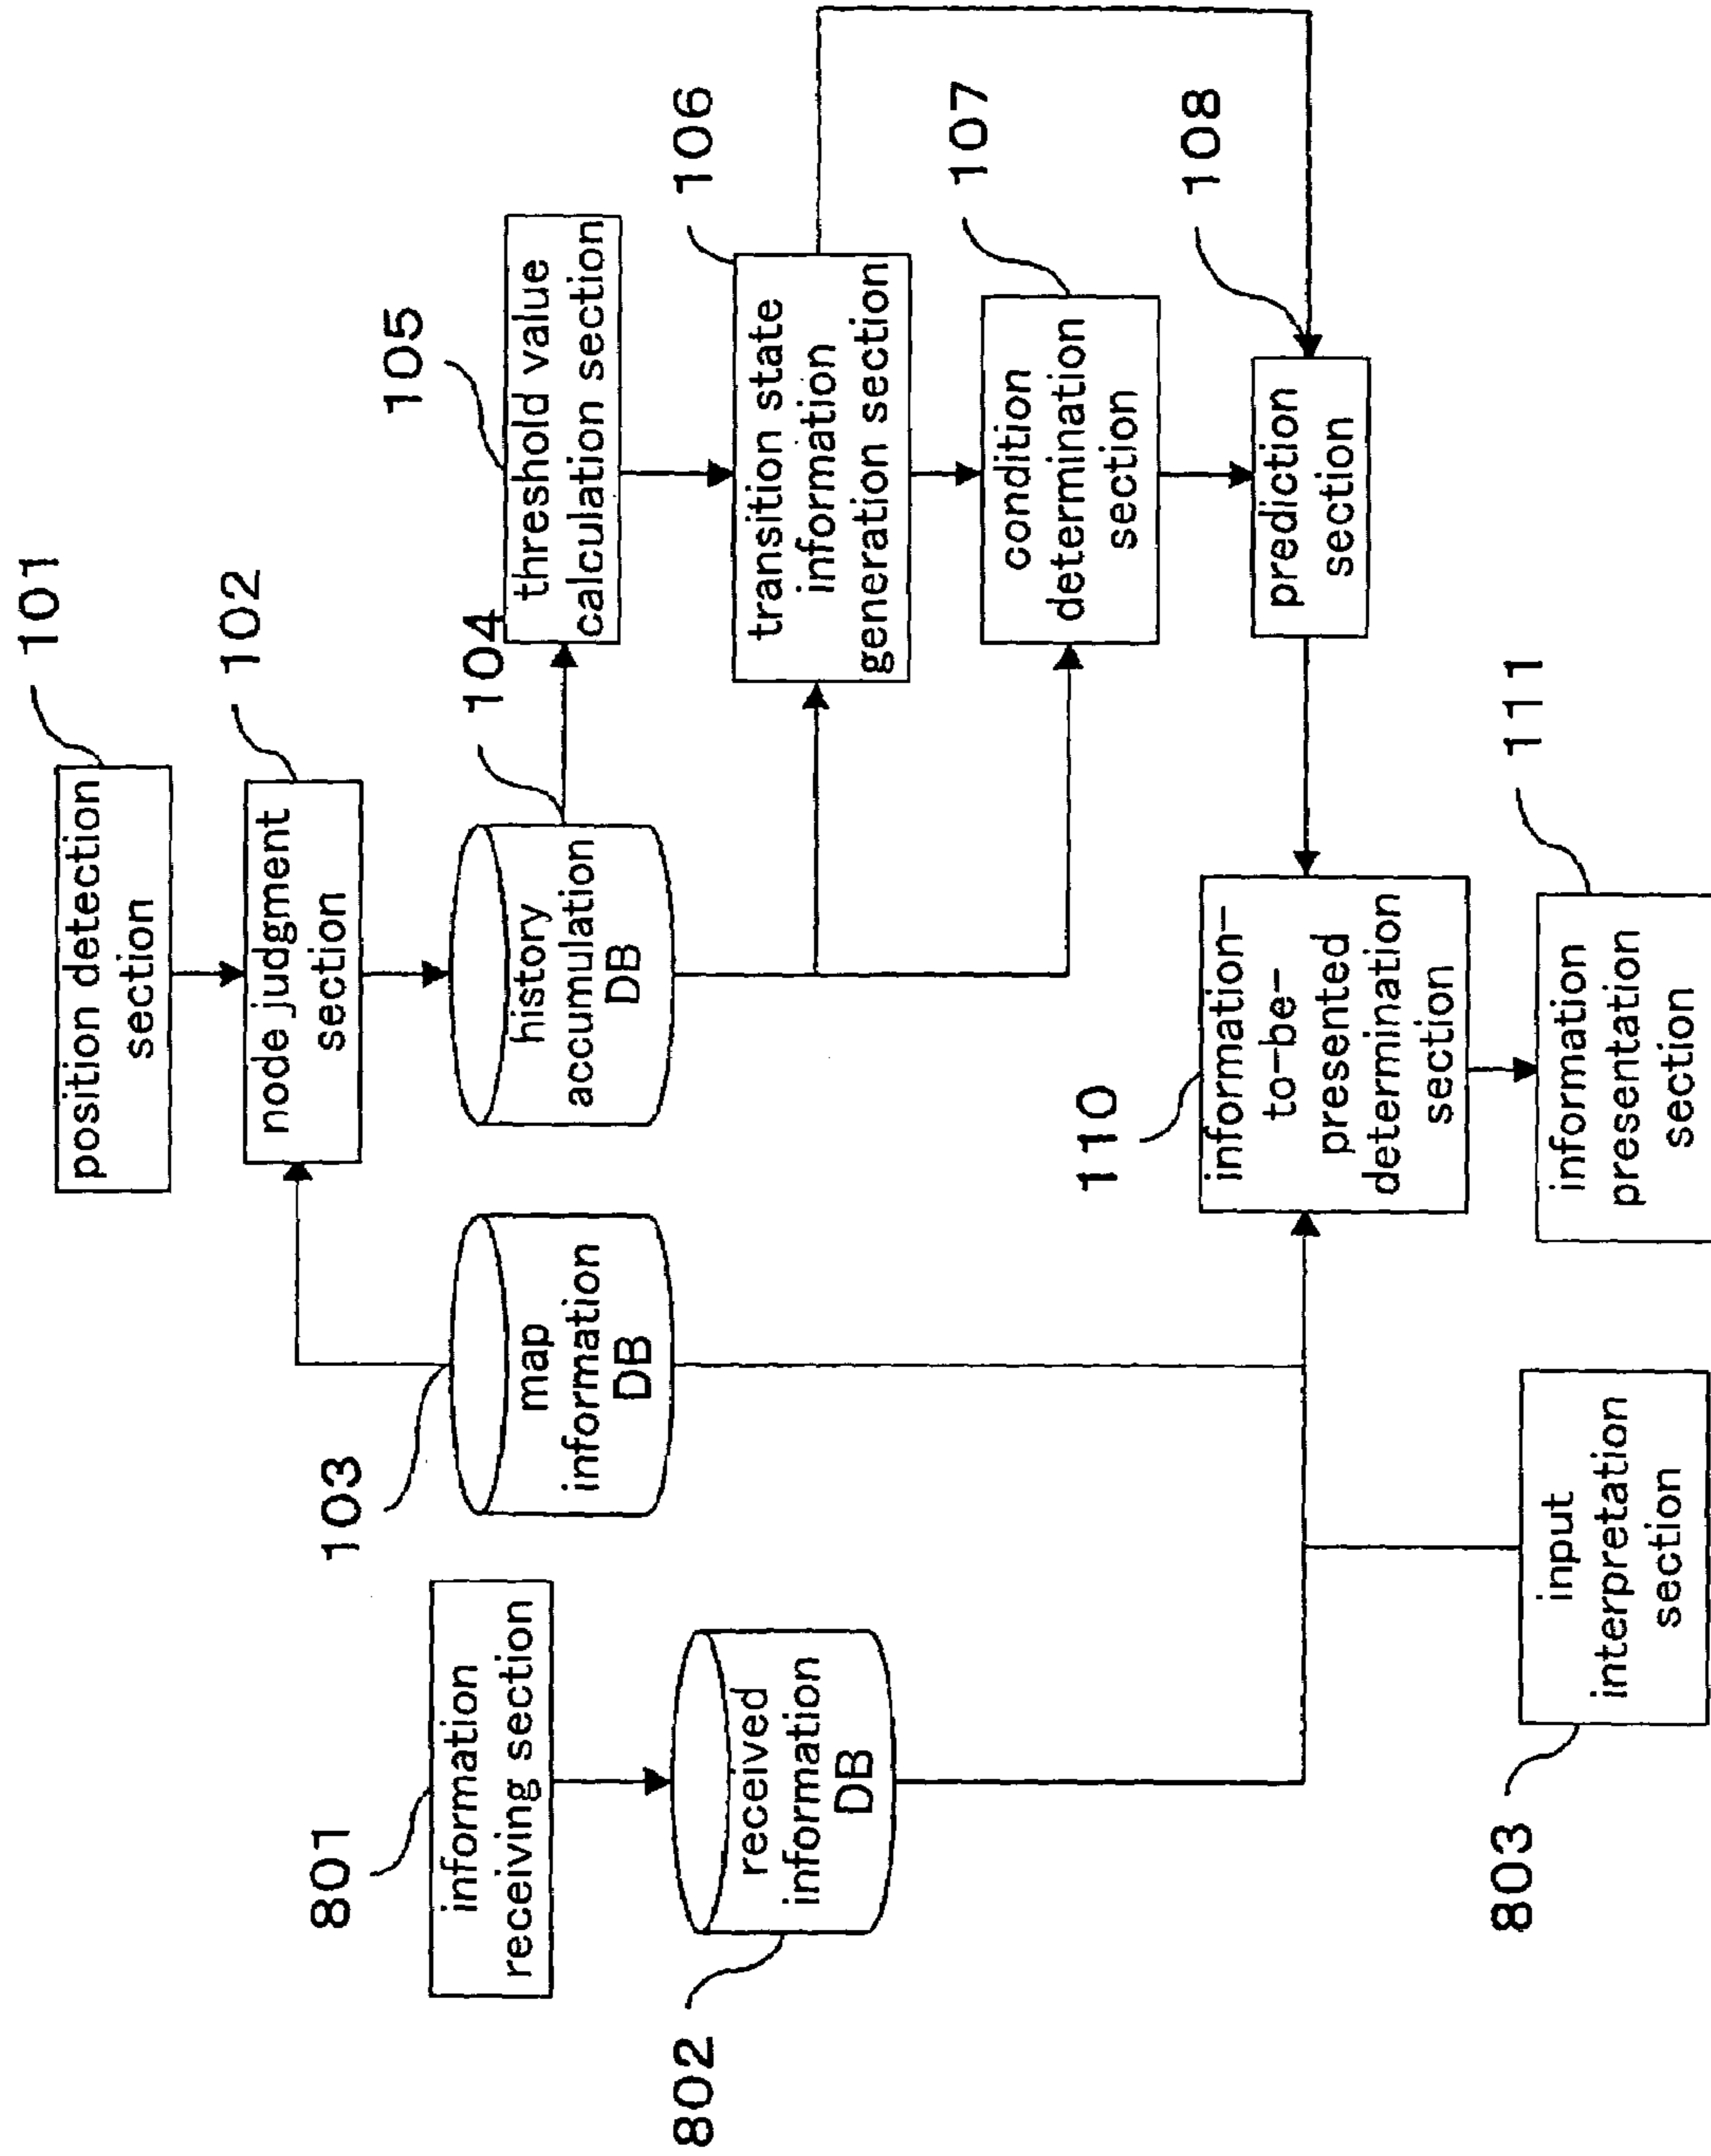 101
position detection
section
102
node judgment
section
104
history
accumulation
DB
105
threshold value
calculation section
106
transition state
information
generation section
107
condition
determination
section
108
prediction
section
103
map
information
DB
801
information
receiving section
802
received
information
DB
803
input
interpretation
section
110
information-
to-be-
presented
determination
section
111
information
presentation
section